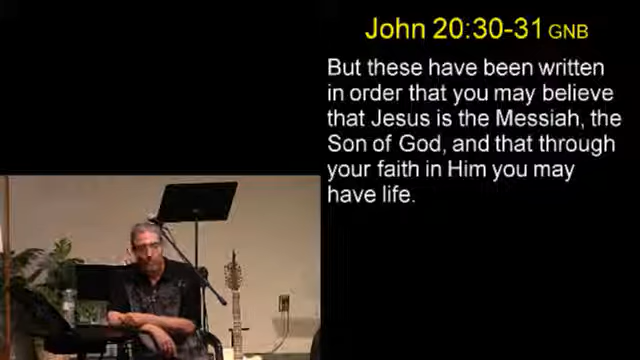 John 20:30-31 GNB
But these have been written
in order that you may believe
that Jesus is the Messiah, the
Son of God, and that through
your faith in Him you may
have life.